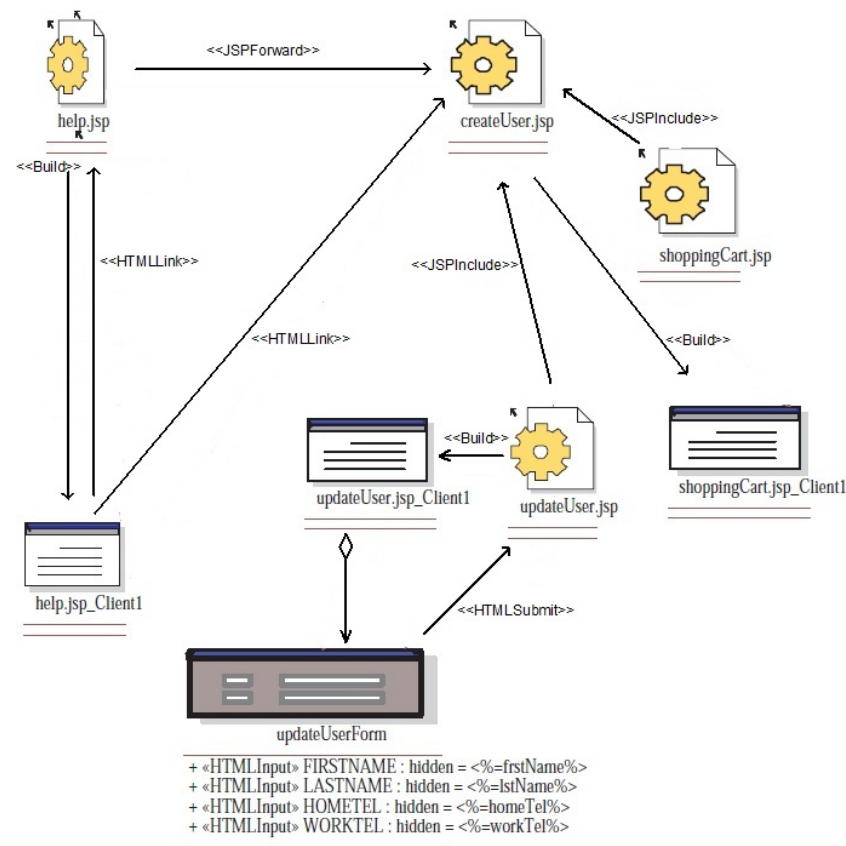 <<JSPForward>>
help.jsp
createUser.jsp
<<JSPInclude>>
<<Build>>
shoppingCart.jsp
<<HTMLLink>>
<<JSPInclude>>
<<HTMLLink>>
<<Build>>
<<Build>>
updateUser.jsp_Client1
updateUser.jsp
shoppingCart.jsp_Client1
help.jsp_Client1
<<HTMLSubmit>>
updateUserForm
+ «HTMLInput» FIRSTNAME : hidden = <%=frstName%>
+ «HTMLInput» LASTNAME : hidden = <%=lstName%>
+ «HTMLInput» HOMETEL : hidden = <%=homeTel%>
+ «HTMLInput» WORKTEL : hidden = <%=workTel%>